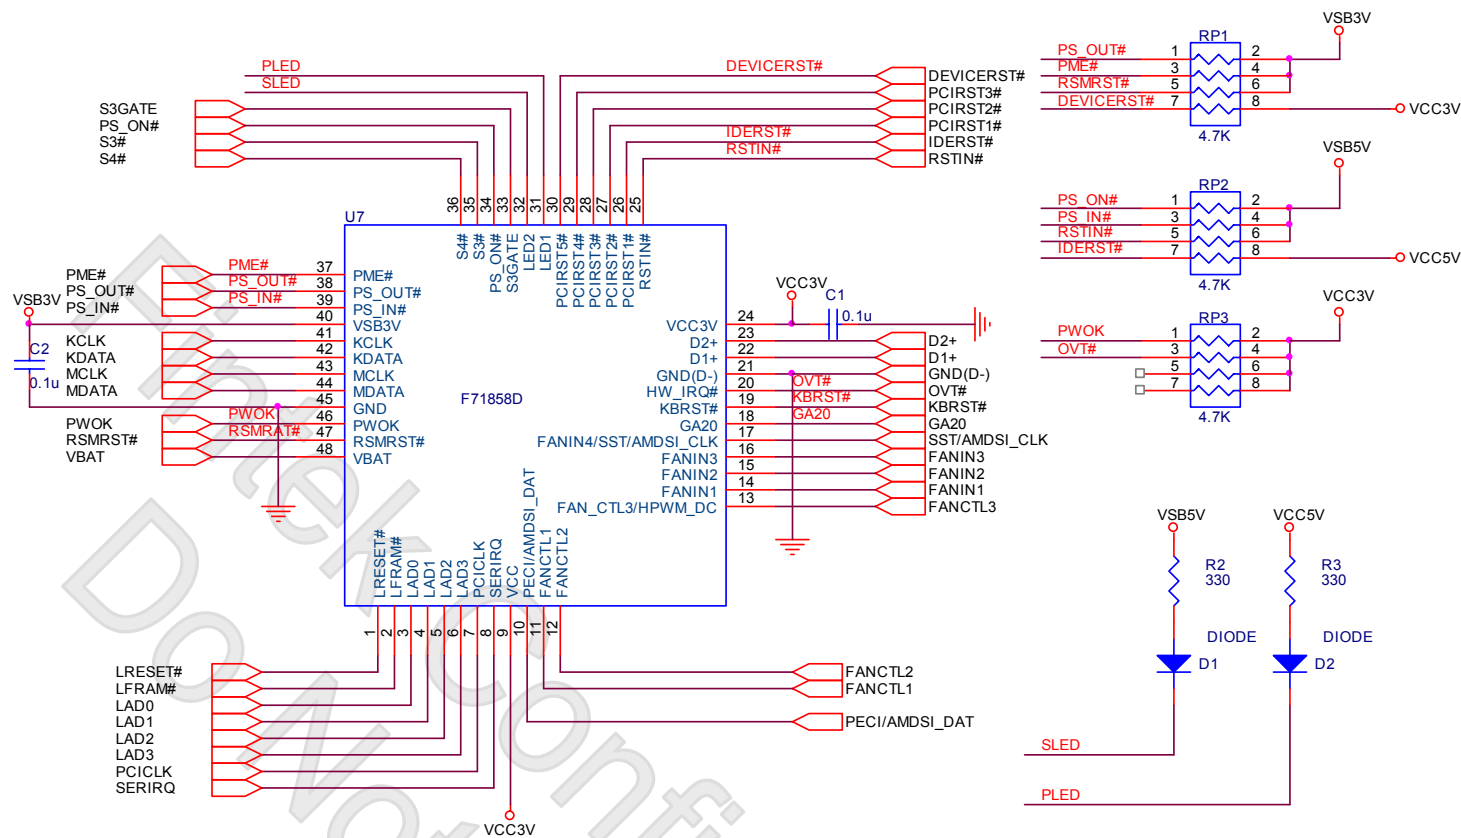 PLED
SLED
S3GATE
PS_ON#
S3#
S4#
DEVICERST#
IDERST#
RSTIN#
DEVICERST#
PCIRST3#
PCIRST2#
PCIRST1#
IDERST#
RSTIN#
36
35
34
33
32
31
30
29
28
27
26
25
U7
S4#
S3#
PS_ON#
S3GATE
LED2
LED1
PCIRST5#
PCIRST4#
PCIRST3#
PCIRST2#
PCIRST1#
RSTIN#
PME#
PS_OUT#
PS_IN#
VSB3V
C2
0.1u
KCLK
KDATA
MCLK
MDATA
PWOK
RSMRST#
VBAT
PME#
PS_OUT#
PS_IN#
PWOK
RSMRAT#
37 PME#
38 PS_OUT#
39 PS_IN#
40 VSB3V
41 KCLK
42 KDATA
43 MCLK
44 MDATA
45 GND
46 PWOK
47 RSMRST#
48 VBAT
F71858D
VCC3V 24
D2+ 23
D1+ 22
GND(D-) 21
HW_IRQ# 20
KBRST# 19
GA20 18
FANIN4/SST/AMDSI_CLK 17
FANIN3 16
FANIN2 15
FANIN1 14
FAN_CTL3/HPWM_DC 13
VCC3V
C1
0.1u
OVT#
KBRST#
GA20
D2+
D1+
GND(D-)
OVT#
KBRST#
GA20
SST/AMDSI_CLK
FANIN3
FANIN2
FANIN1
FANCTL3
LRESET#
LFRAM#
LAD0
LAD1
LAD2
LAD3
PCICLK
SERIRQ
VCC
PECI/AMDSI_DAT
FANCTL1
FANCTL2
1
2
3
4
5
6
7
8
9
10
11
12
LRESET#
LFRAM#
LAD0
LAD1
LAD2
LAD3
PCICLK
SERIRQ
VCC3V
FANCTL2
FANCTL1
PECI/AMDSI_DAT
VSB3V
RP1
PS_OUT# 1 2
PME# 3 4
RSMRST# 5 6
DEVICERST# 7 8
VCC3V
4.7K
VSB5V
RP2
PS_ON# 1 2
PS_IN# 3 4
RSTIN# 5 6
IDERST# 7 8
VCC5V
4.7K
VCC3V
RP3
PWOK 1 2
OVT# 3 4
5 6
7 8
4.7K
VSB5V
VCC5V
R2
330
R3
330
DIODE
D1
DIODE
D2
SLED
PLED
Fintek Confi
Do Not